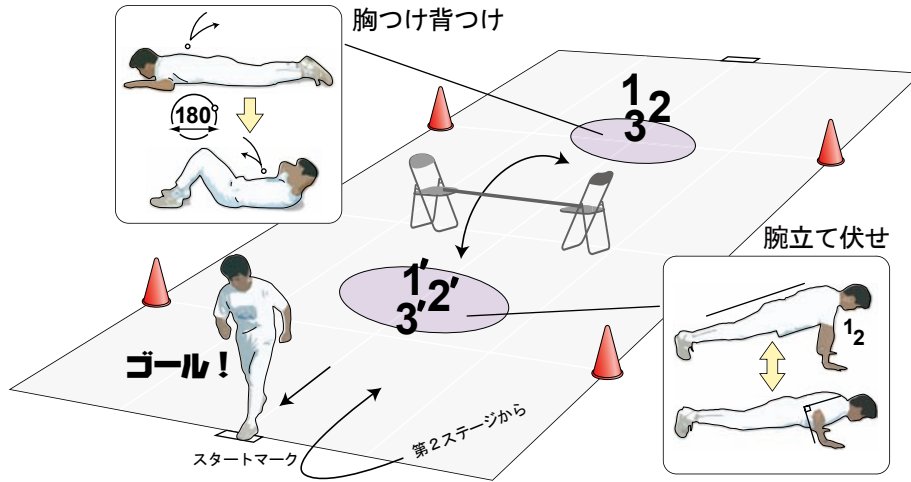 胸つけ背つけ
180°
1
2
3
腕立て伏せ
1
2
1′
2′
3′
ゴール！
第２ステージから
スタートマーク